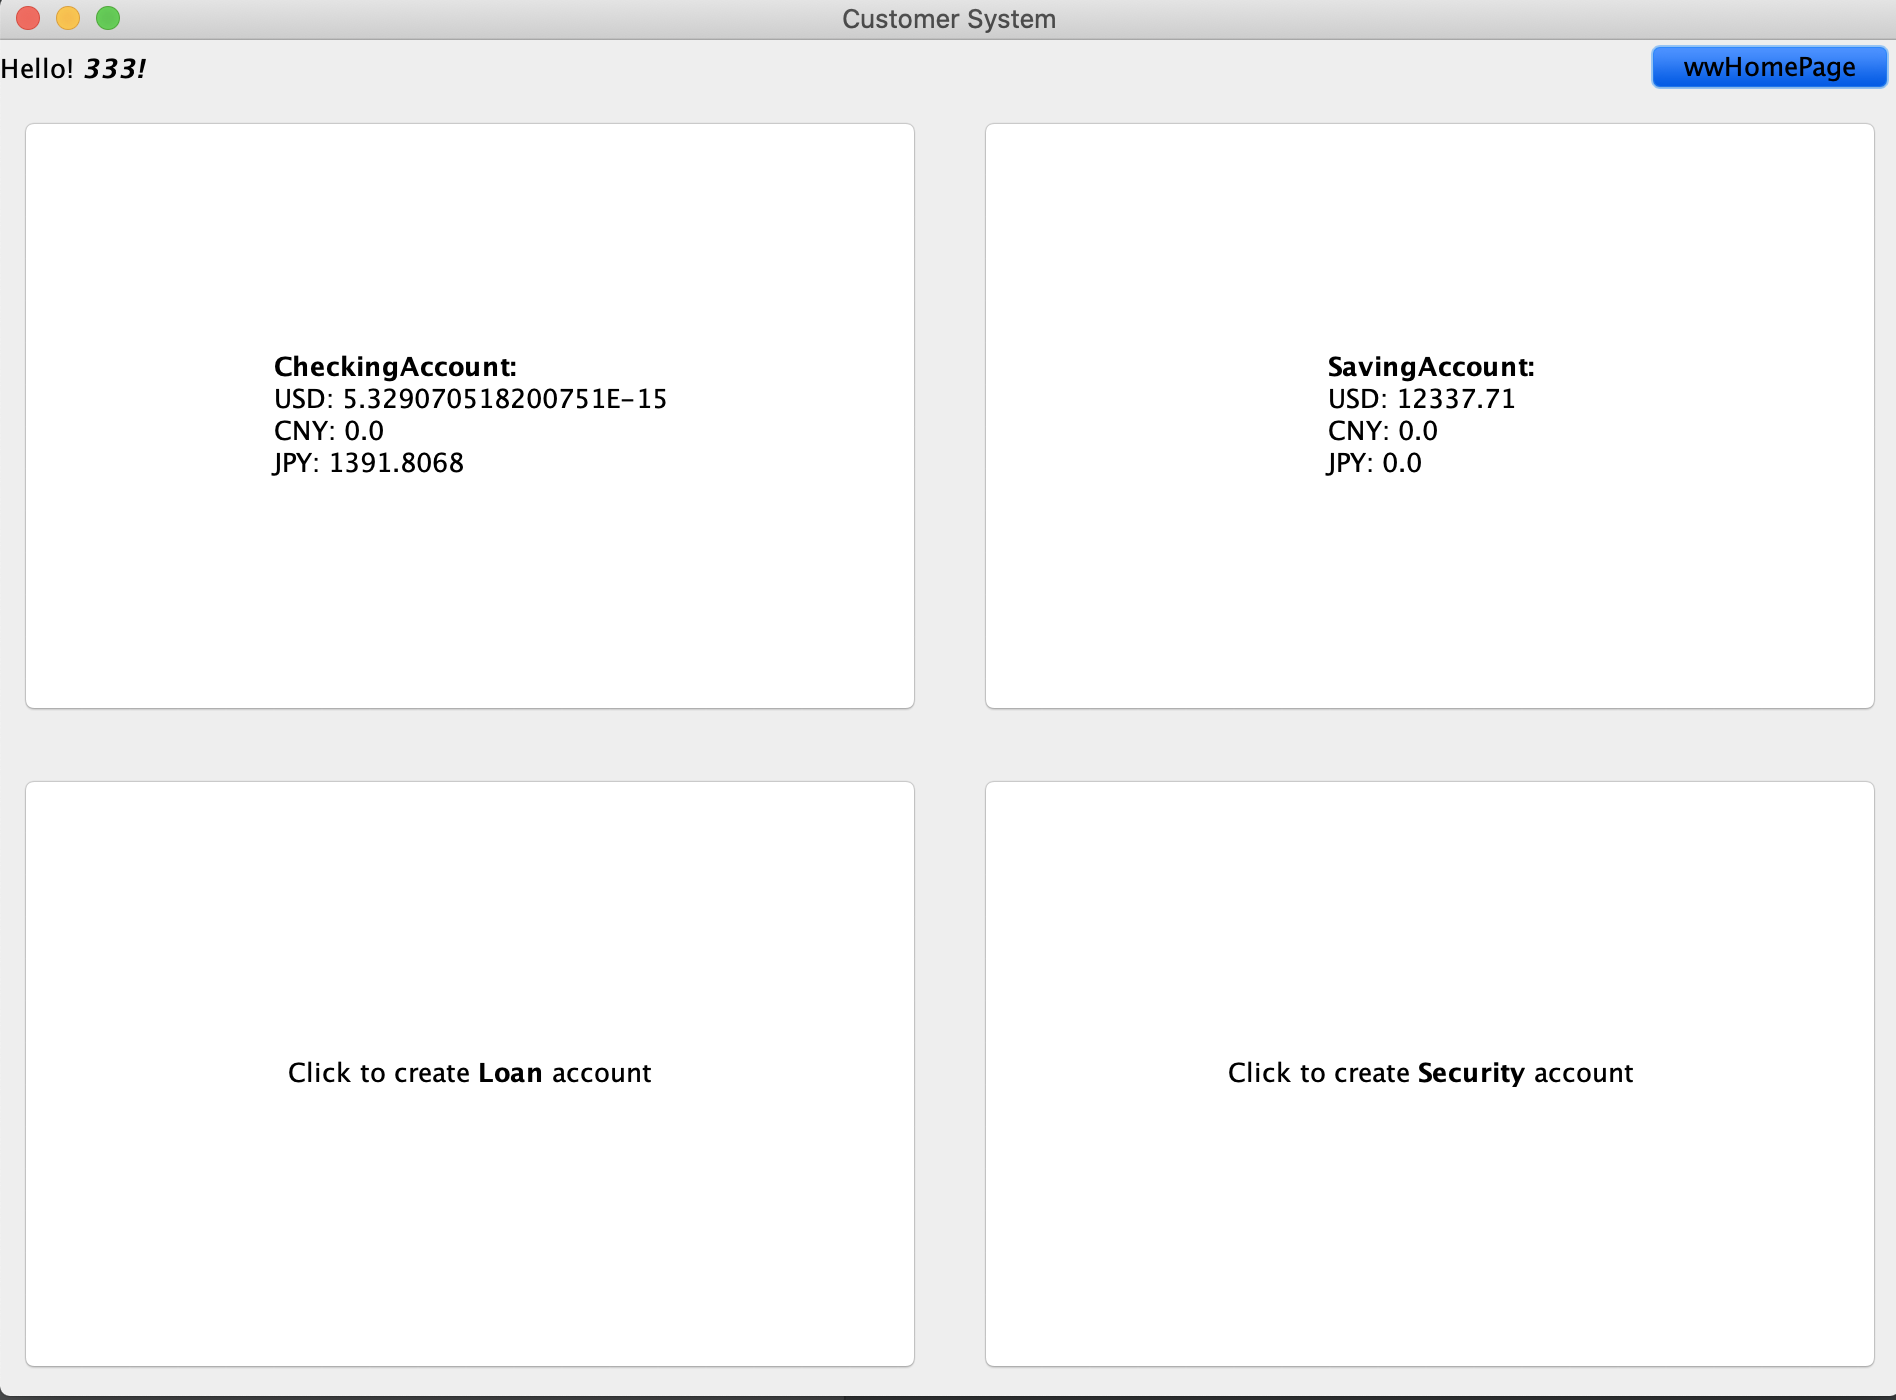 Customer System
Hello! 333!
wwHomePage
CheckingAccount:
USD: 5.329070518200751E-15
CNY: 0.0
JPY: 1391.8068
SavingAccount:
USD: 12337.71
CNY: 0.0
JPY: 0.0
Click to create Loan account
Click to create Security account